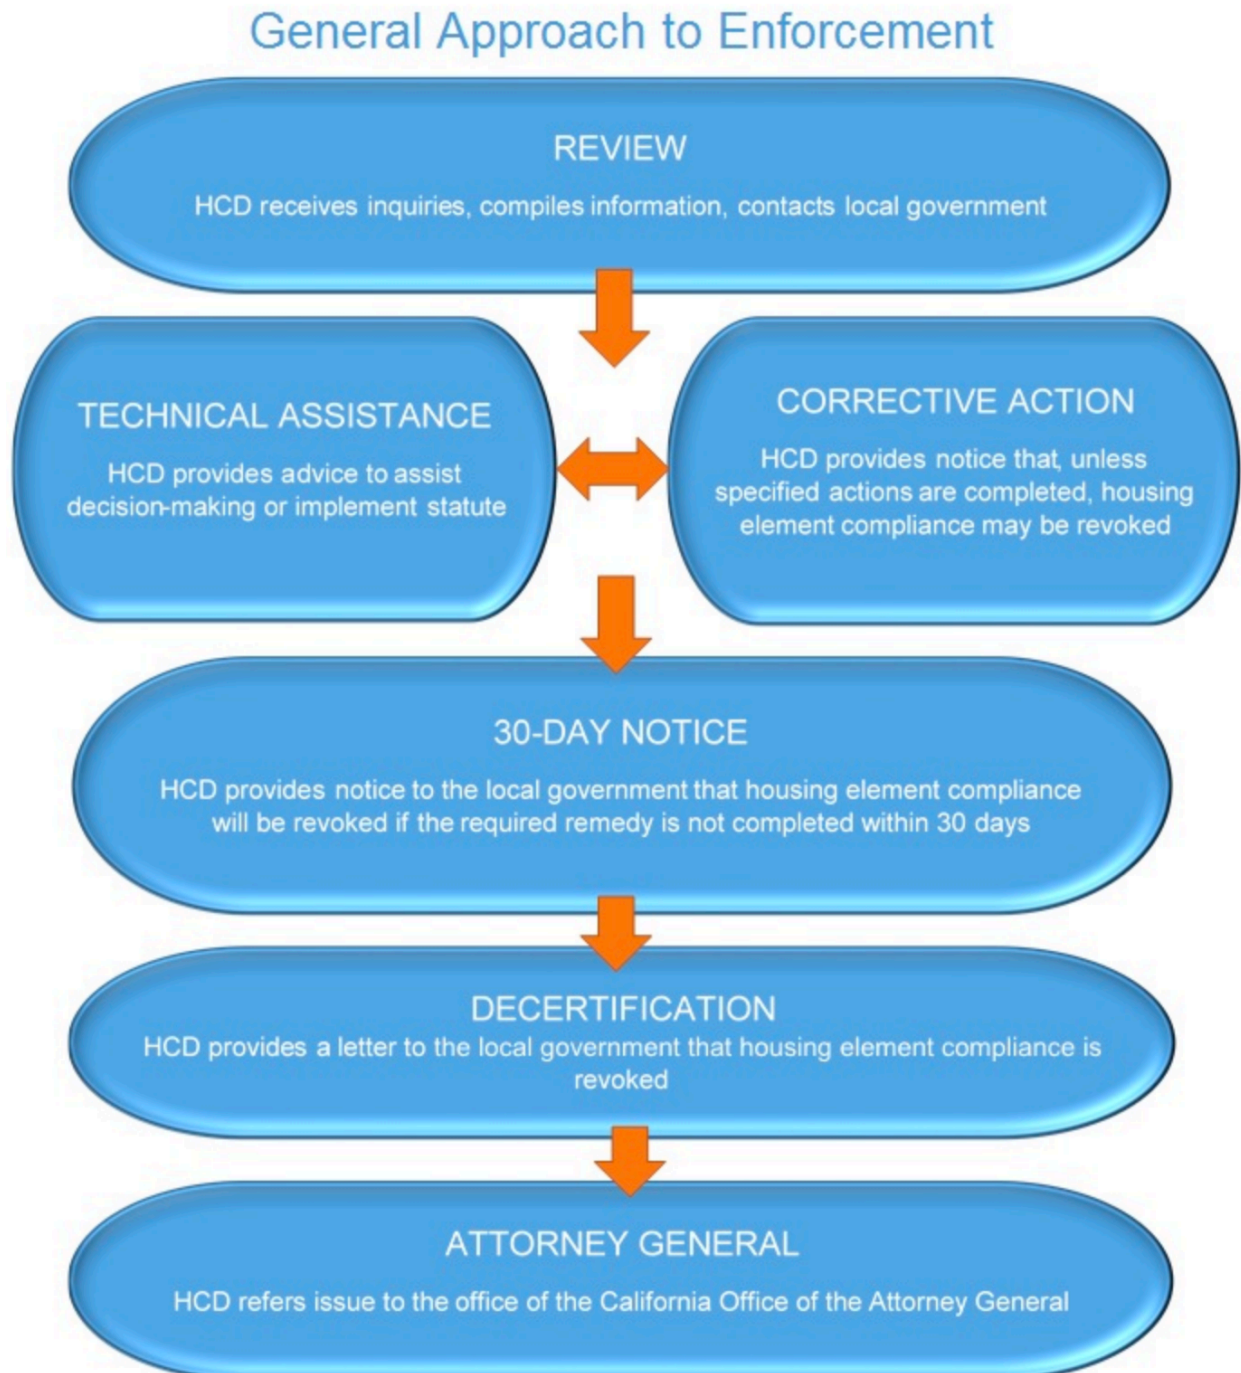 General Approach to Enforcement
REVIEW
HCD receives inquiries, compiles information, contacts local government
TECHNICAL ASSISTANCE
HCD provides advice to assist
decision-making or implement statute
CORRECTIVE ACTION
HCD provides notice that, unless
specified actions are completed, housing
element compliance may be revoked
30-DAY NOTICE
HCD provides notice to the local government that housing element compliance
will be revoked if the required remedy is not completed within 30 days
DECERTIFICATION
HCD provides a letter to the local government that housing element compliance is
revoked
ATTORNEY GENERAL
HCD refers issue to the office of the California Office of the Attorney General